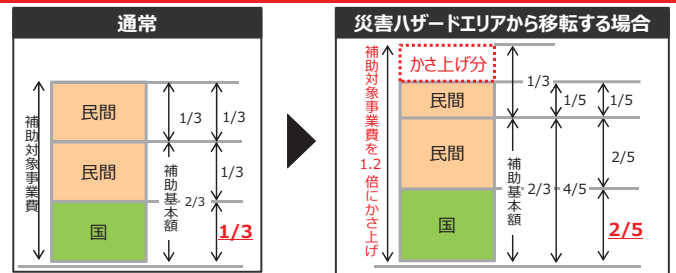 通常
補助対象事業費
民間
民間
国
1/3
補助基本額
2/3
1/3
1/3
1/3
災害ハザードエリアから移転する場合
補助対象事業費を1.2倍にかさ上げ
かさ上げ分
民間
民間
国
1/3
補助基本額
1/5
2/3
4/5
1/5
2/5
2/5